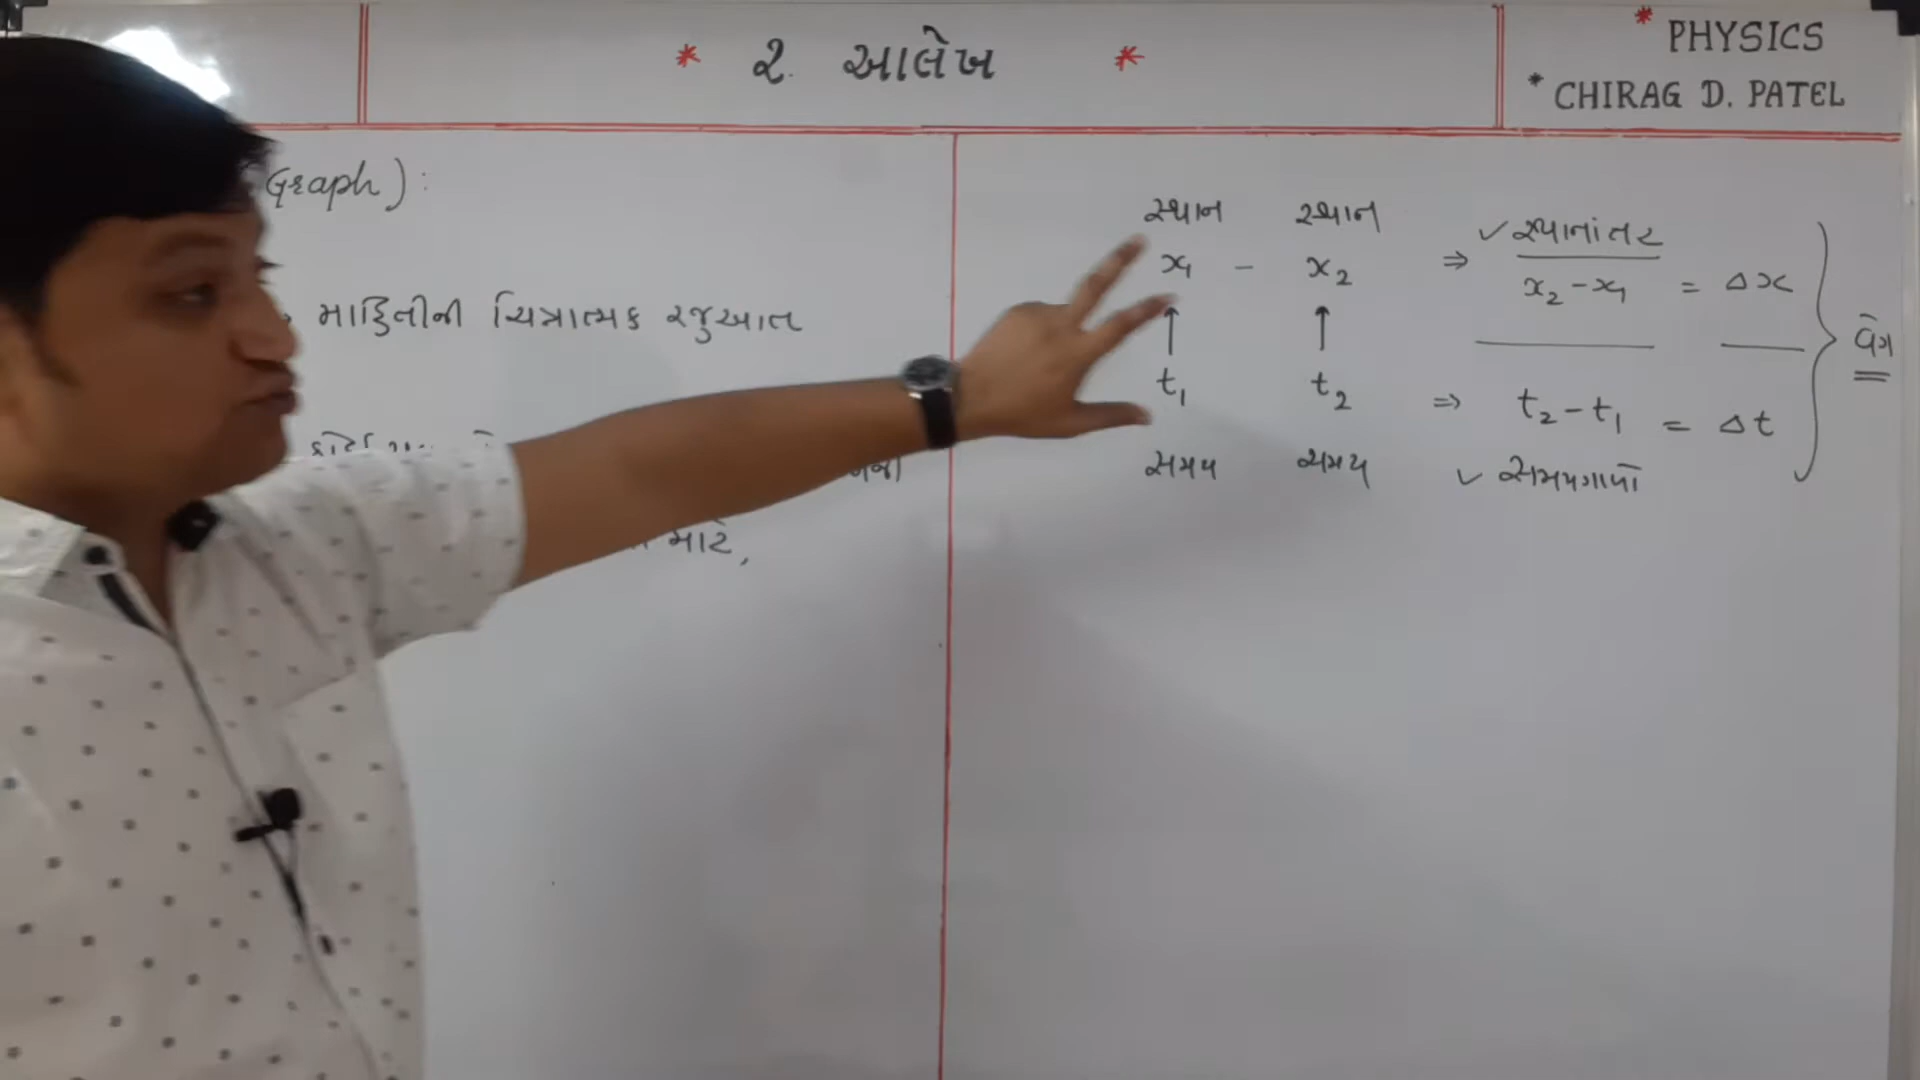 * ૨. આલેખ *
* PHYSICS
* CHIRAG D. PATEL
Graph) :
માહિતીની ચિત્રાત્મક રજુઆત
માટે,
સ્થાન સ્થાન ✓ સ્થાનાંતર
x₁ - x₂ ⇒ x₂ - x₁ = Δx
↑ ↑
વેગ
t₁ t₂ ⇒ t₂ - t₁ = Δt
સમય સમય ✓ સમયગાળો